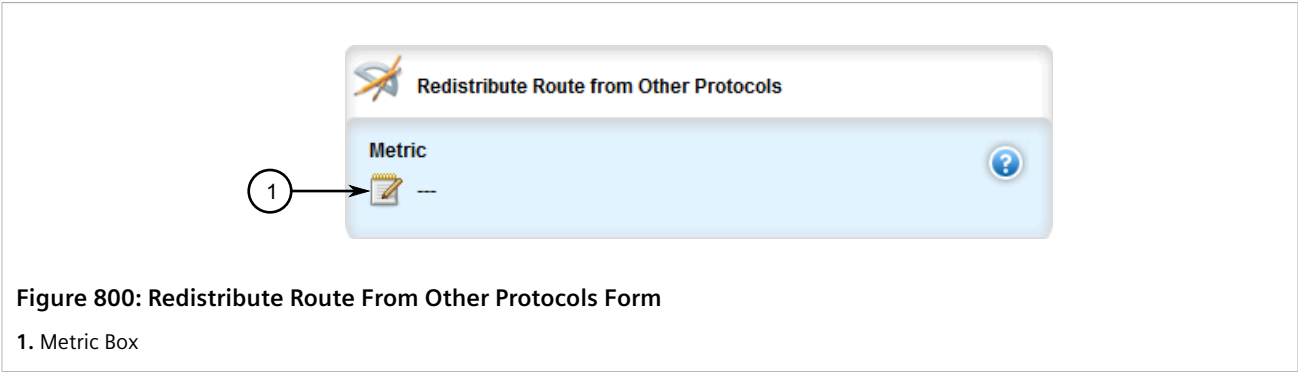 Redistribute Route from Other Protocols
Metric
1
---
Figure 800: Redistribute Route From Other Protocols Form
1. Metric Box